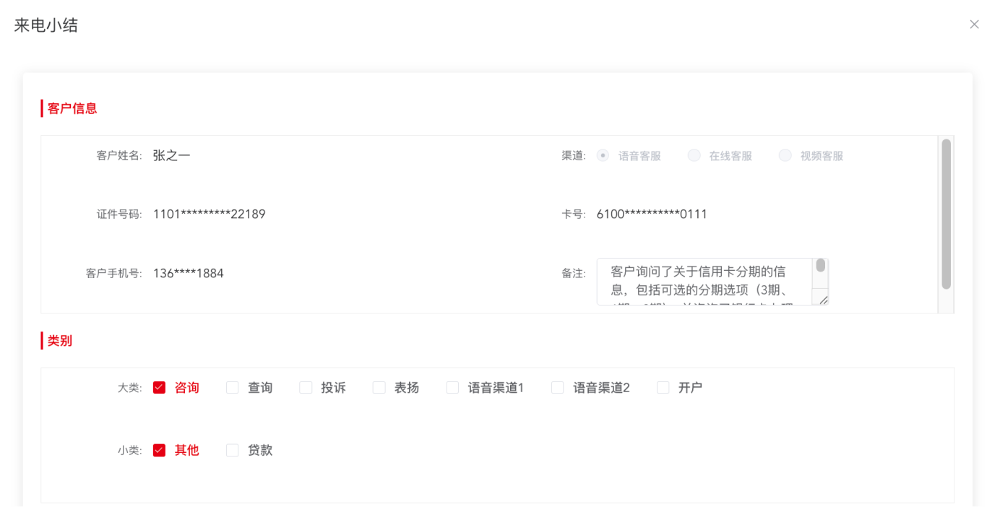 来电小结
客户信息
客户姓名: 张之一
渠道: 语音客服 在线客服 视频客服
证件号码: 1101*********22189
卡号: 6100**********0111
客户手机号: 136****1884
备注: 客户询问了关于信用卡分期的信
息，包括可选的分期选项（3期、
类别
大类: 咨询 查询 投诉 表扬 语音渠道1 语音渠道2 开户
小类: 其他 贷款